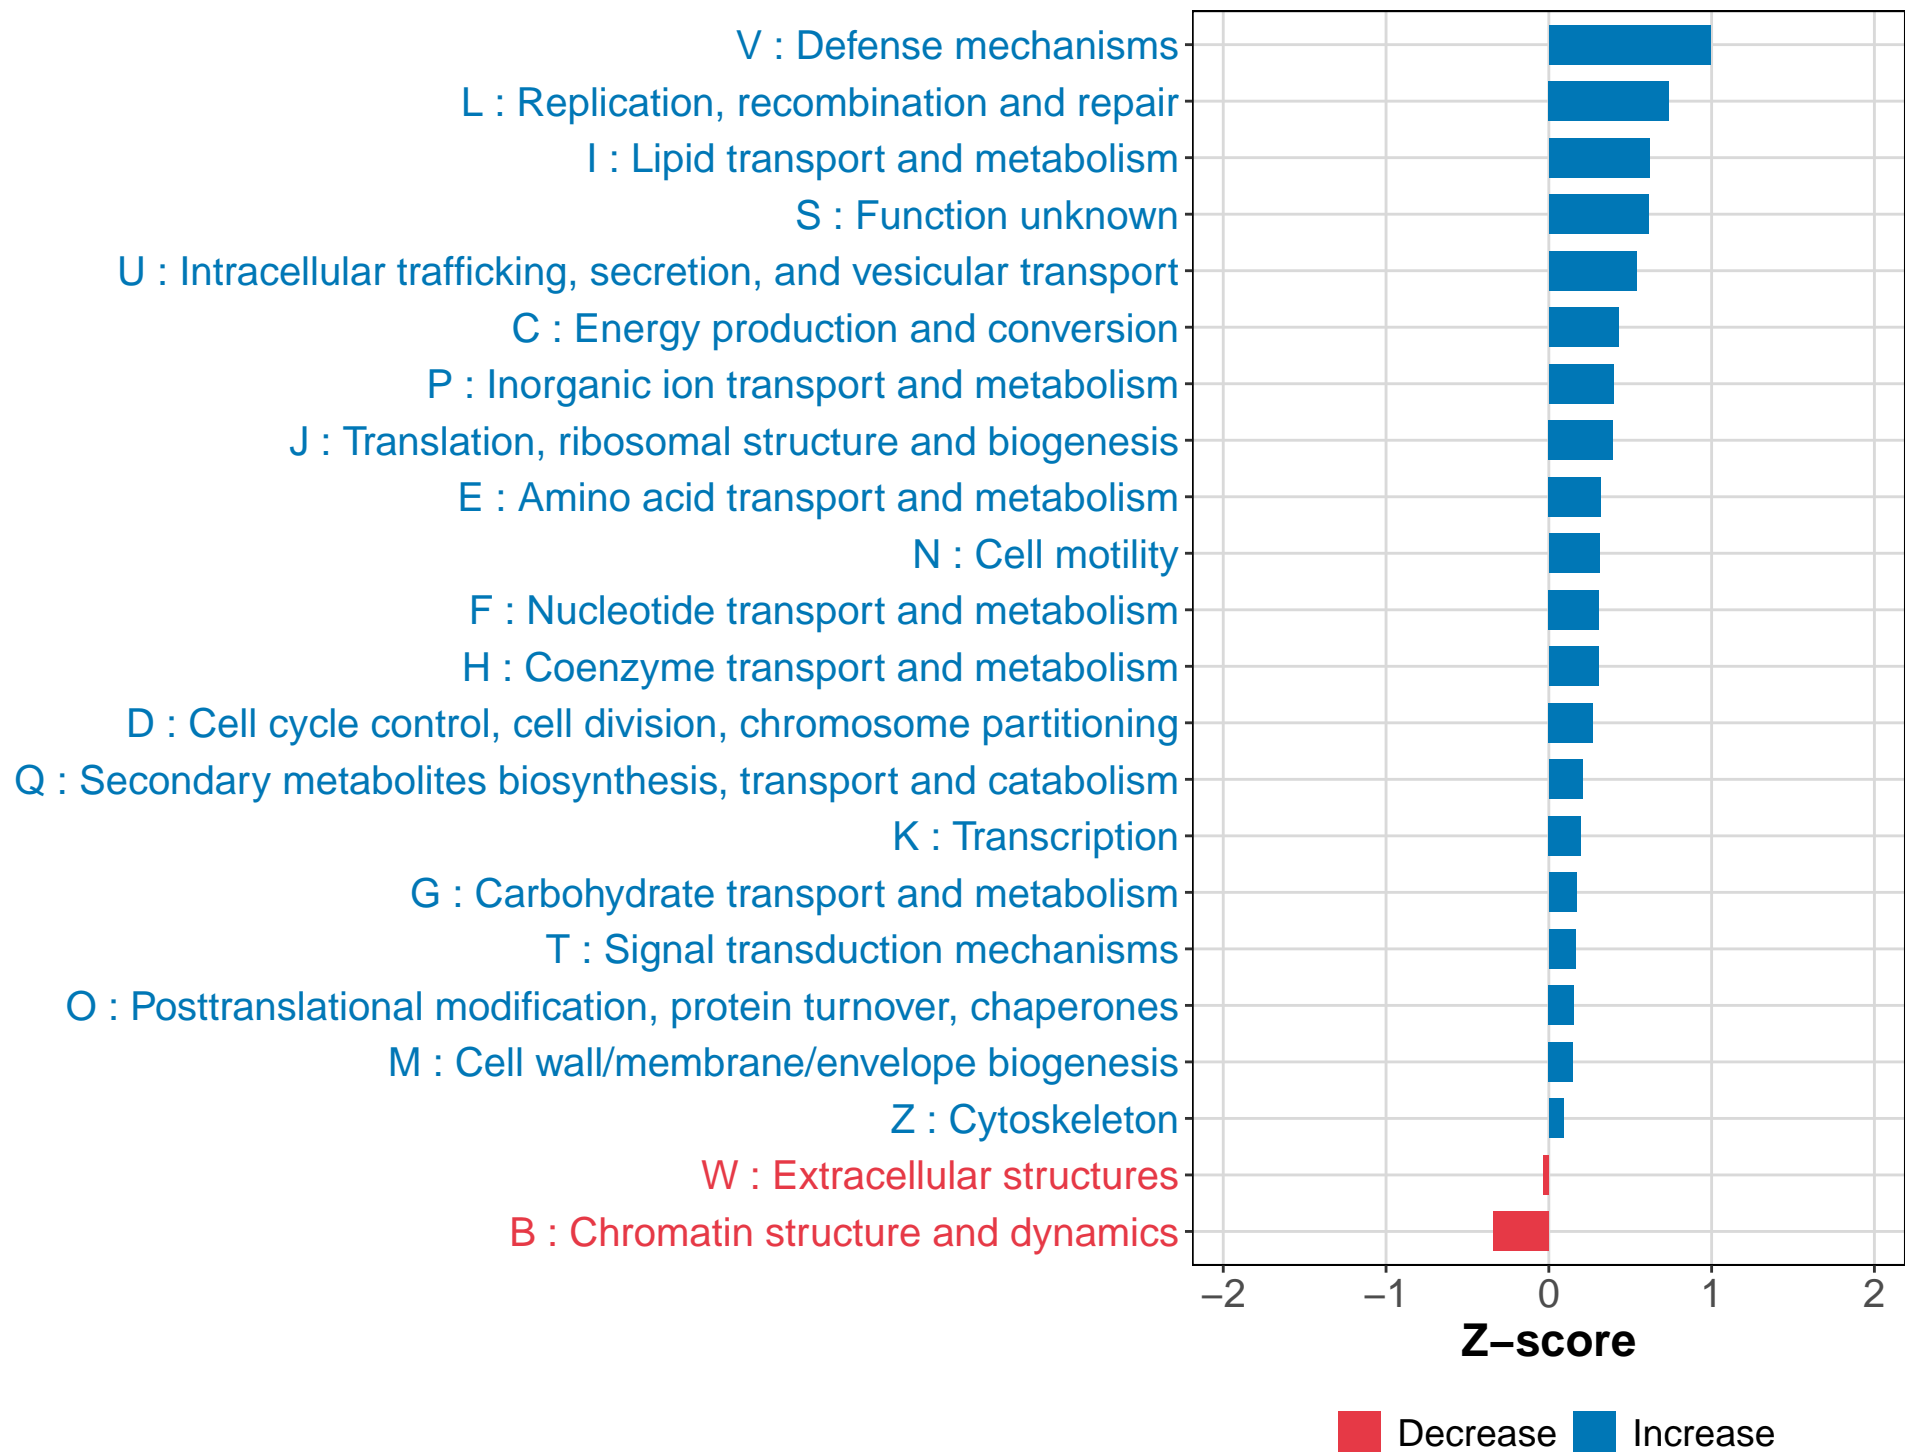 V : Defense mechanisms
L : Replication, recombination and repair
I : Lipid transport and metabolism
S : Function unknown
U : Intracellular trafficking, secretion, and vesicular transport
C : Energy production and conversion
P : Inorganic ion transport and metabolism
J : Translation, ribosomal structure and biogenesis
E : Amino acid transport and metabolism
N : Cell motility
F : Nucleotide transport and metabolism
H : Coenzyme transport and metabolism
D : Cell cycle control, cell division, chromosome partitioning
Q : Secondary metabolites biosynthesis, transport and catabolism
K : Transcription
G : Carbohydrate transport and metabolism
T : Signal transduction mechanisms
O : Posttranslational modification, protein turnover, chaperones
M : Cell wall/membrane/envelope biogenesis
Z : Cytoskeleton
W : Extracellular structures
B : Chromatin structure and dynamics
−2 −1 0 1 2
Z−score
Decrease Increase